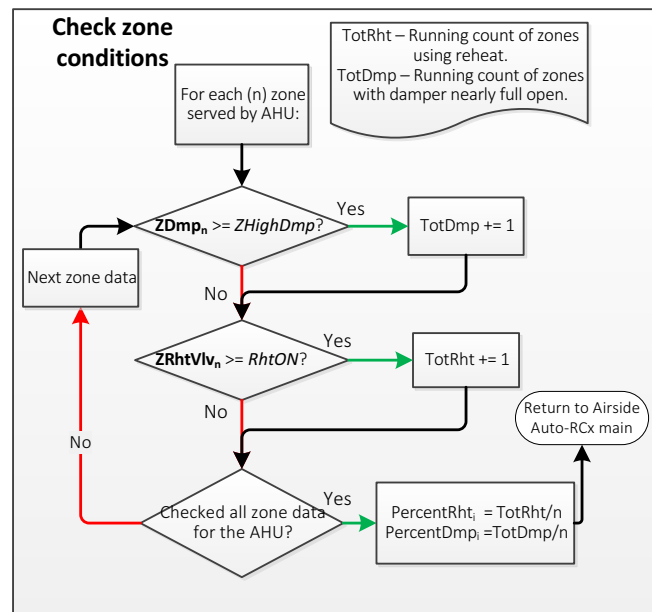 Check zone
conditions
TotRht – Running count of zones
using reheat.
TotDmp – Running count of zones
with damper nearly full open.
For each (n) zone
served by AHU:
ZDmpₙ >= ZHighDmp?
Yes
TotDmp += 1
Next zone data
No
ZRhtVlvₙ >= RhtON?
Yes
TotRht += 1
No
Return to Airside
Auto-RCx main
No
Checked all zone data
for the AHU?
Yes
PercentRhtᵢ = TotRht/n
PercentDmpᵢ =TotDmp/n